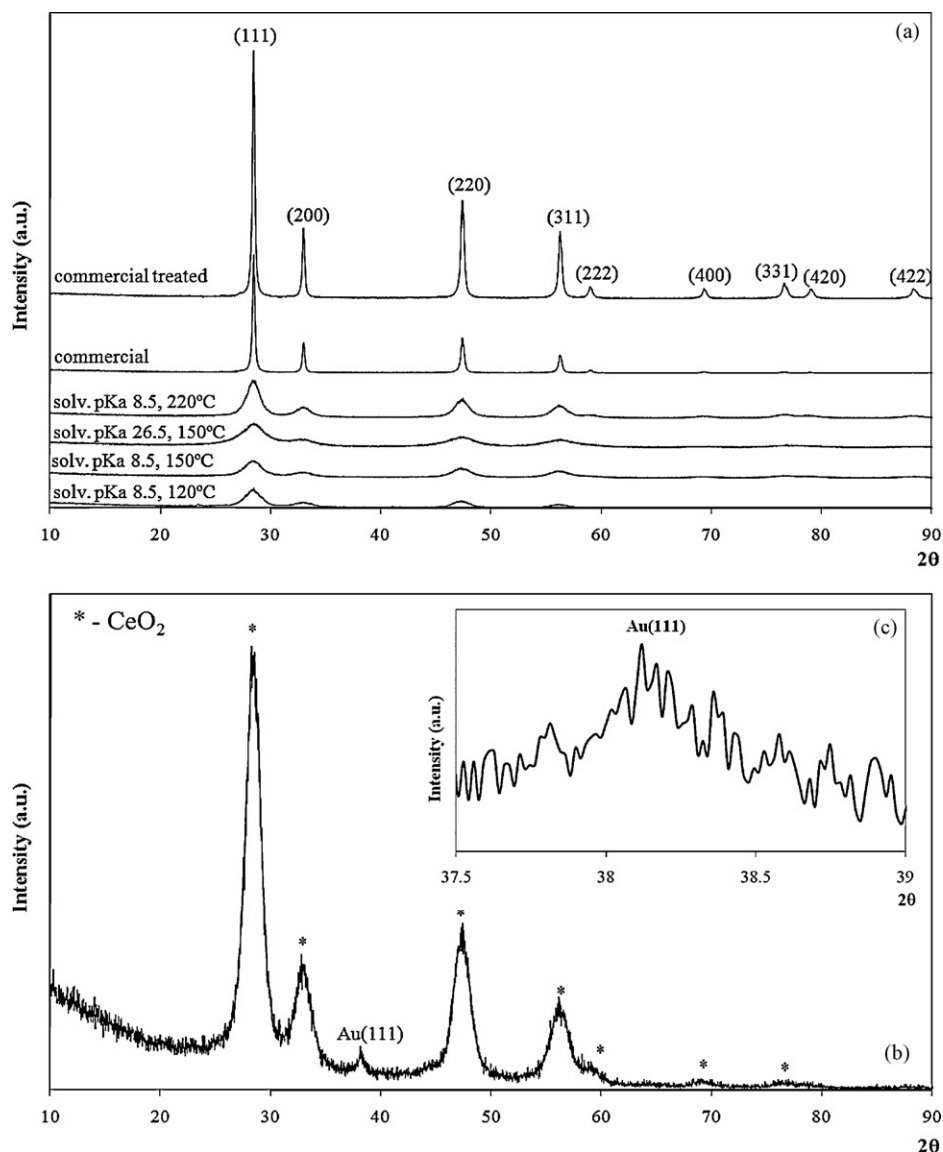 (a)
(111)
(200)
(220)
(311)
(222)
(400)
(331)
(420)
(422)
Intensity (a.u.)
commercial treated
commercial
solv. pKa 8.5, 220ºC
solv. pKa 26.5, 150ºC
solv. pKa 8.5, 150ºC
solv. pKa 8.5, 120ºC
10 20 30 40 50 60 70 80 90
2θ
* - CeO₂
*
*
*
*
*
*
*
Au(111)
Intensity (a.u.)
(b)
10 20 30 40 50 60 70 80 90
2θ
(c)
Au(111)
Intensity (a.u.)
37.5 38 38.5 39
2θ